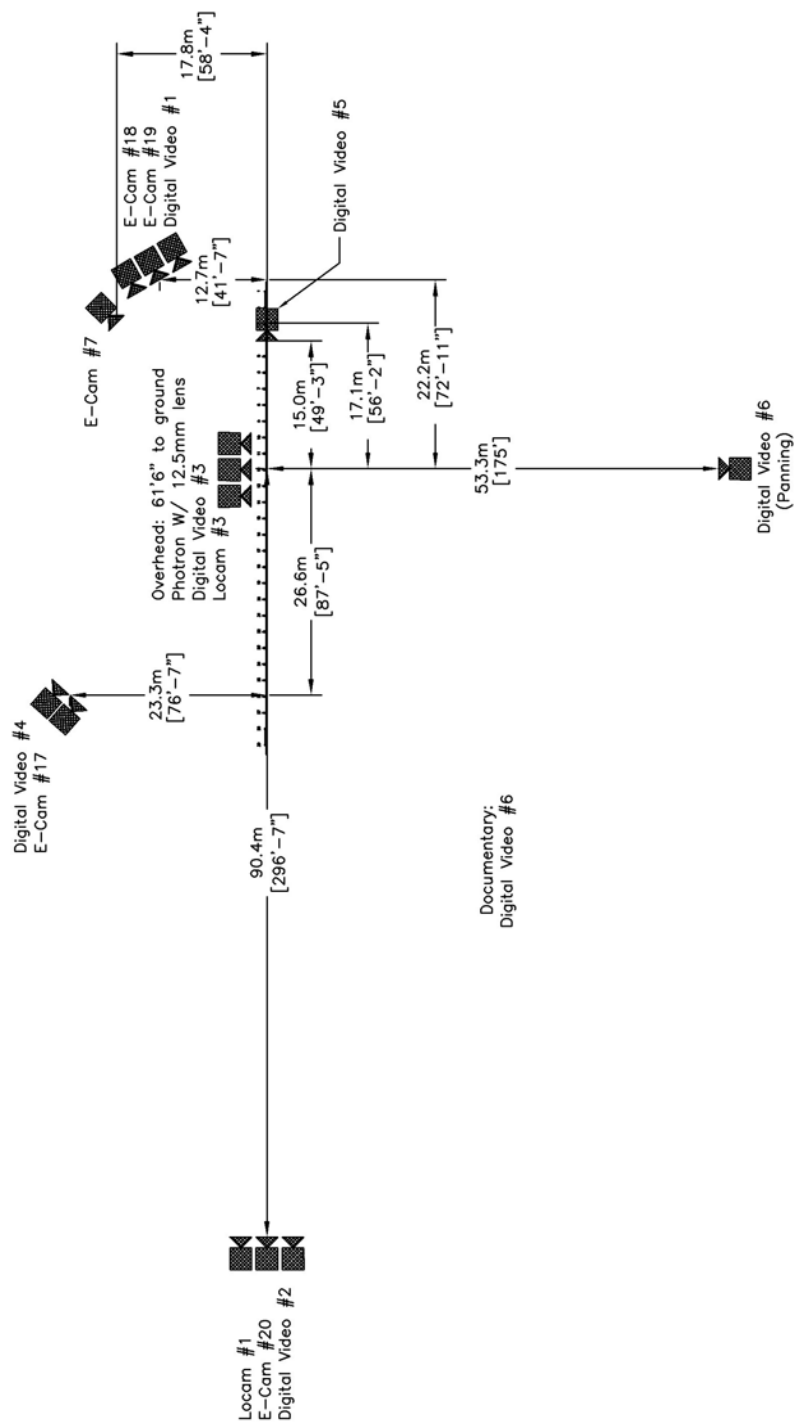 Locam #1
E-Cam #20
Digital Video #2
Digital Video #4
E-Cam #17
90.4m
[296'-7"]
23.3m
[76'-7"]
Documentary:
Digital Video #6
Overhead: 61'6" to ground
Photron W/ 12.5mm lens
Digital Video #3
Locam #3
26.6m
[87'-5"]
53.3m
[175']
Digital Video #6
(Panning)
E-Cam #7
15.0m
[49'-3"]
17.1m
[56'-2"]
22.2m
[72'-11"]
12.7m
[41'-7"]
E-Cam #18
E-Cam #19
Digital Video #1
Digital Video #5
17.8m
[58'-4"]